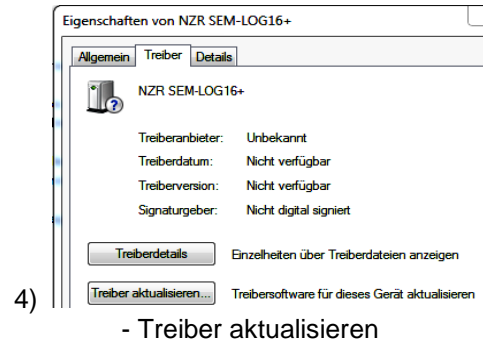 Eigenschaften von NZR SEM-LOG16+
Allgemein Treiber Details
NZR SEM-LOG16+
Treiberanbieter: Unbekannt
Treiberdatum: Nicht verfügbar
Treiberversion: Nicht verfügbar
Signaturgeber: Nicht digital signiert
Treiberdetails Einzelheiten über Treiberdateien anzeigen
4) Treiber aktualisieren... Treibersoftware für dieses Gerät aktualisieren
- Treiber aktualisieren